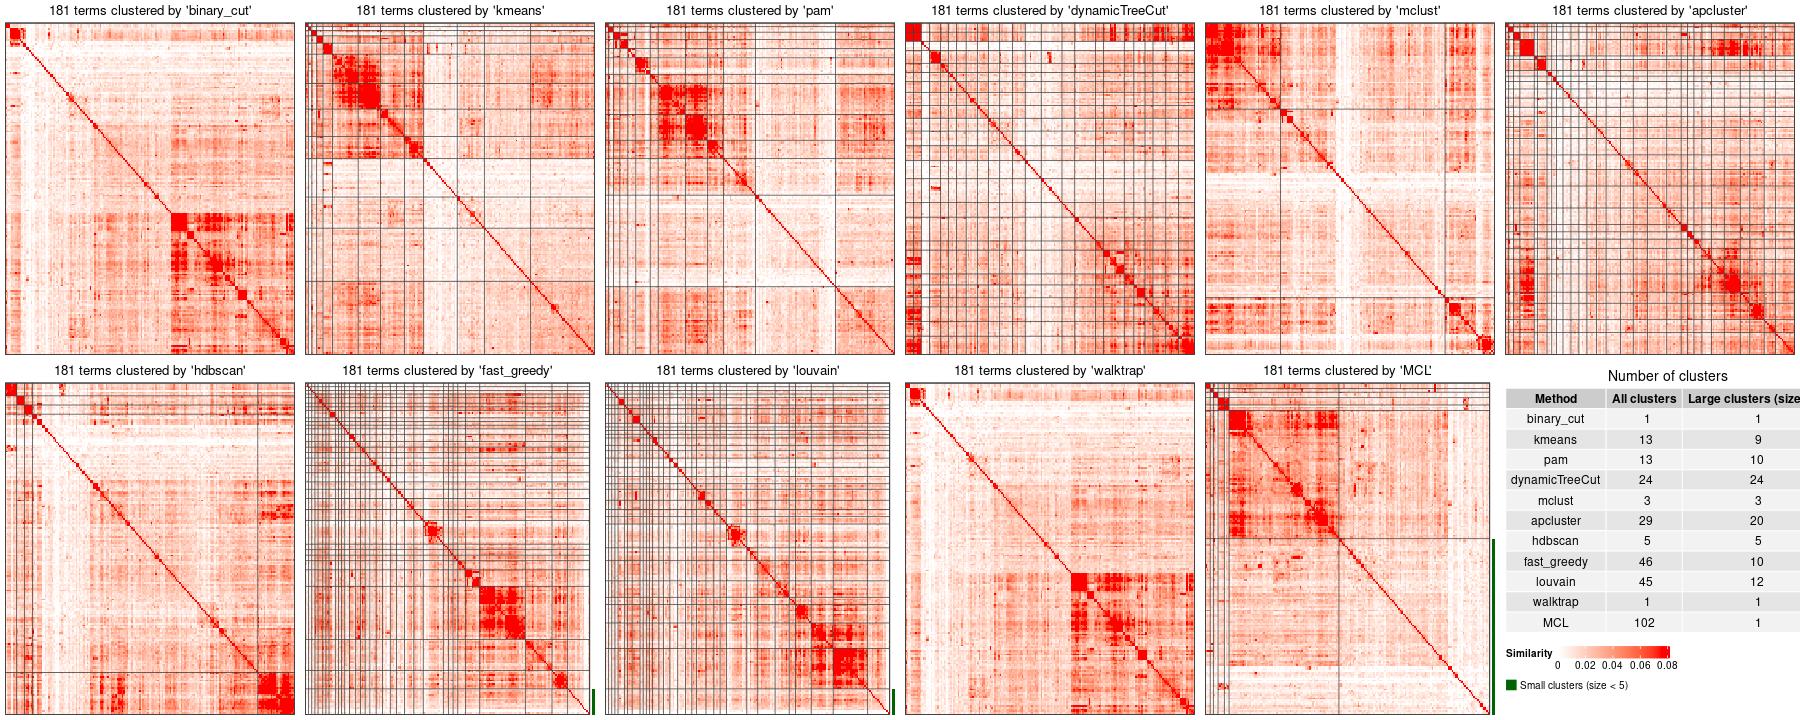 181 terms clustered by 'binary_cut'
181 terms clustered by 'kmeans'
181 terms clustered by 'pam'
181 terms clustered by 'dynamicTreeCut'
181 terms clustered by 'mclust'
181 terms clustered by 'apcluster'
181 terms clustered by 'hdbscan'
181 terms clustered by 'fast_greedy'
181 terms clustered by 'louvain'
181 terms clustered by 'walktrap'
181 terms clustered by 'MCL'
Number of clusters
Method All clusters Large clusters (size
binary_cut 1 1
kmeans 13 9
pam 13 10
dynamicTreeCut 24 24
mclust 3 3
apcluster 29 20
hdbscan 5 5
fast_greedy 46 10
louvain 45 12
walktrap 1 1
MCL 102 1
Similarity
0 0.02 0.04 0.06 0.08
Small clusters (size < 5)